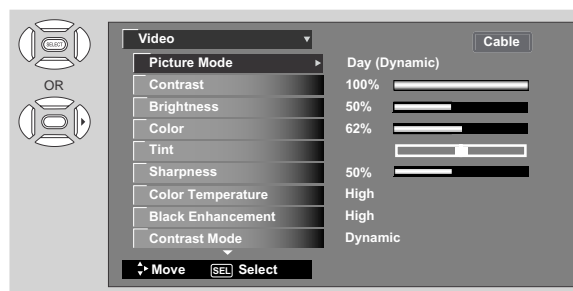 SELECT
OR
Video
Cable
Picture Mode Day (Dynamic)
Contrast 100%
Brightness 50%
Color 62%
Tint
Sharpness 50%
Color Temperature High
Black Enhancement High
Contrast Mode Dynamic
Move SEL Select